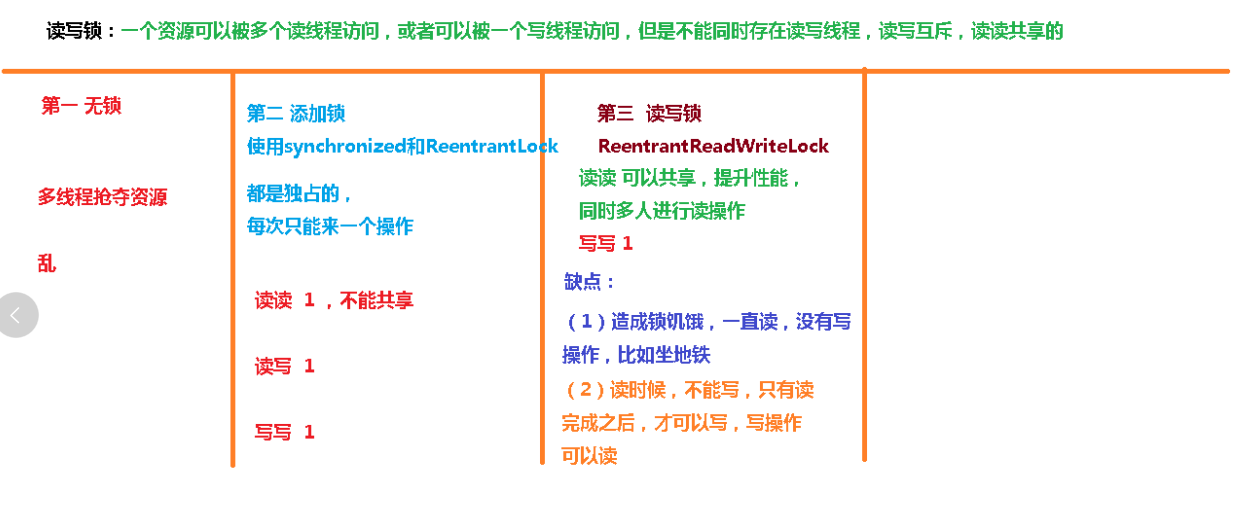 读写锁：一个资源可以被多个读线程访问，或者可以被一个写线程访问，但是不能同时存在读写线程，读写互斥，读读共享的
第一 无锁
多线程抢夺资源
乱
第二 添加锁
使用synchronized和ReentrantLock
都是独占的，
每次只能来一个操作
读读 1 ，不能共享
读写 1
写写 1
第三 读写锁
ReentrantReadWriteLock
读读 可以共享，提升性能，
同时多人进行读操作
写写 1
缺点：
（1）造成锁饥饿，一直读，没有写
操作，比如坐地铁
（2）读时候，不能写，只有读
完成之后，才可以写，写操作
可以读